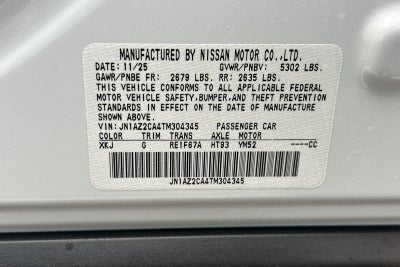 MANUFACTURED BY NISSAN MOTOR CO.,LTD.
DATE: 11/25 GVWR/PNBV: 5302 LBS.
GAWR/PNBE FR: 2679 LBS. RR: 2635 LBS.
THIS VEHICLE CONFORMS TO ALL APPLICABLE FEDERAL
MOTOR VEHICLE SAFETY,BUMPER,AND THEFT PREVENTION
STANDARDS IN EFFECT ON THE DATE OF MANUFACTURE
SHOWN ABOVE.
VIN: JN1AZ2CA4TM304345 PASSENGER CAR
COLOR TRIM TRANS AXLE MOTOR
XKJ G RE1F67A HT93 YM52 ----CC
JN1AZ2CA4TM304345